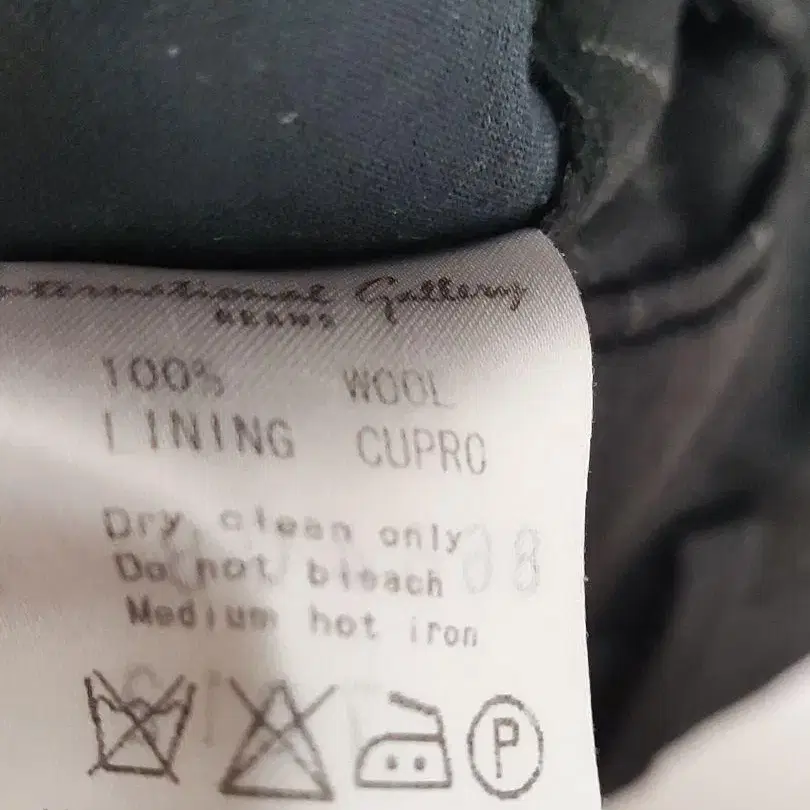 International Gallery
BEAMS
100% WOOL
LINING CUPRO
Dry clean only
Do not bleach
Medium hot iron
P